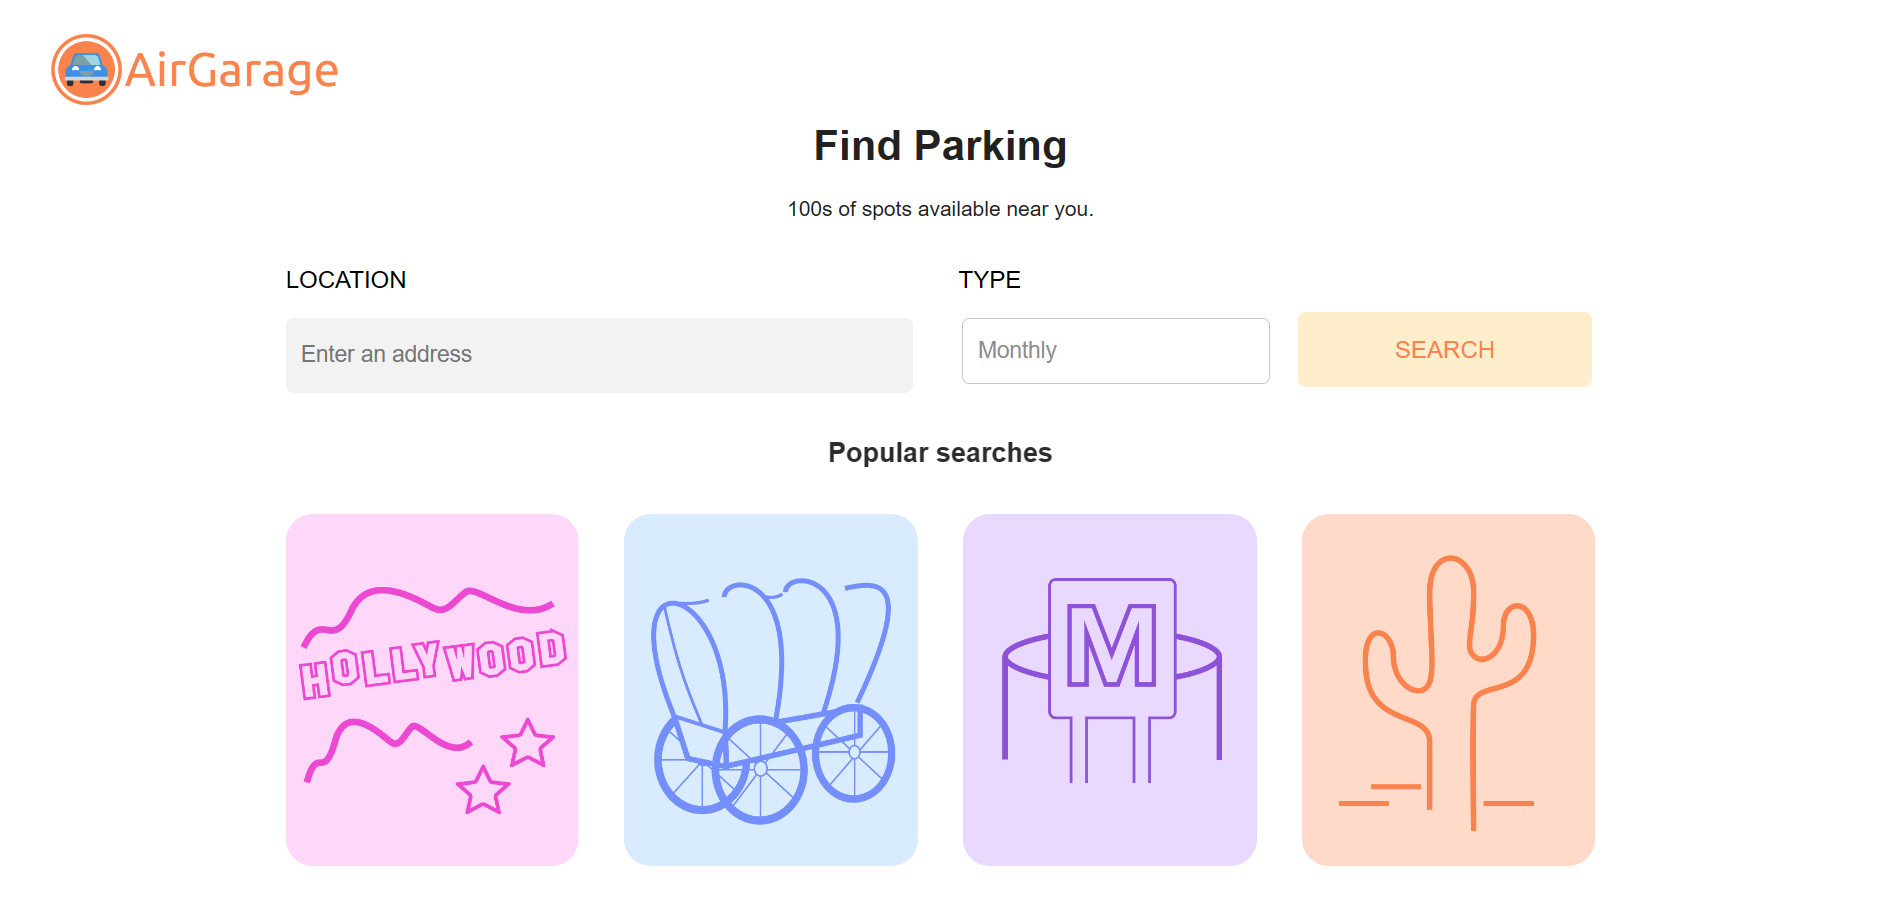 AirGarage
Find Parking
100s of spots available near you.
LOCATION
TYPE
Enter an address
Monthly
SEARCH
Popular searches
HOLLYWOOD
M